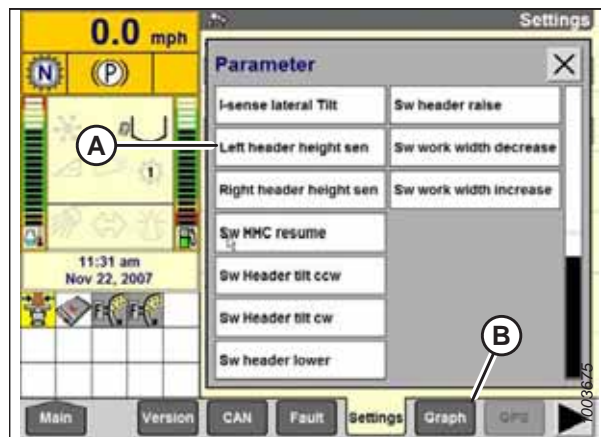 0.0 mph
Settings
N
(P)
Parameter
I-sense lateral Tilt
Sw header raise
A
Left header height sen
Sw work width decrease
1
Right header height sen
Sw work width increase
Sw HHC resume
11:31 am
Nov 22, 2007
Sw Header tilt ccw
F
F
Sw Header tilt cw
B
Sw header lower
1003675
Main
Version
CAN
Fault
Settings
Graph
GPS